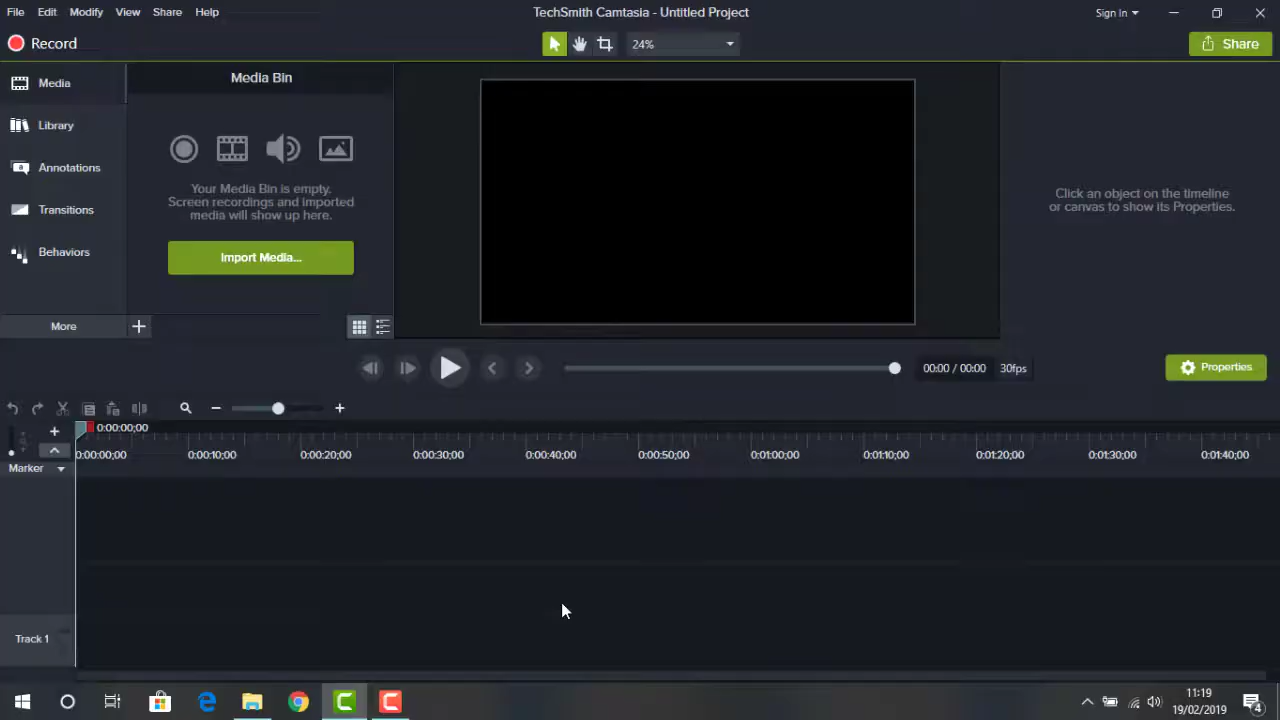 File Edit Modify View Share Help
TechSmith Camtasia - Untitled Project
Sign In
Record
24%
Share
Media
Library
Annotations
Transitions
Behaviors
More
Media Bin
Your Media Bin is empty.
Screen recordings and imported
media will show up here.
Import Media...
Click an object on the timeline
or canvas to show its Properties.
00:00 / 00:00 30fps
Properties
0:00:00;00
0:00:00;00 0:00:10;00 0:00:20;00 0:00:30;00 0:00:40;00 0:00:50;00 0:01:00;00 0:01:10;00 0:01:20;00 0:01:30;00 0:01:40;00
Marker
Track 1
11:19
19/02/2019
4